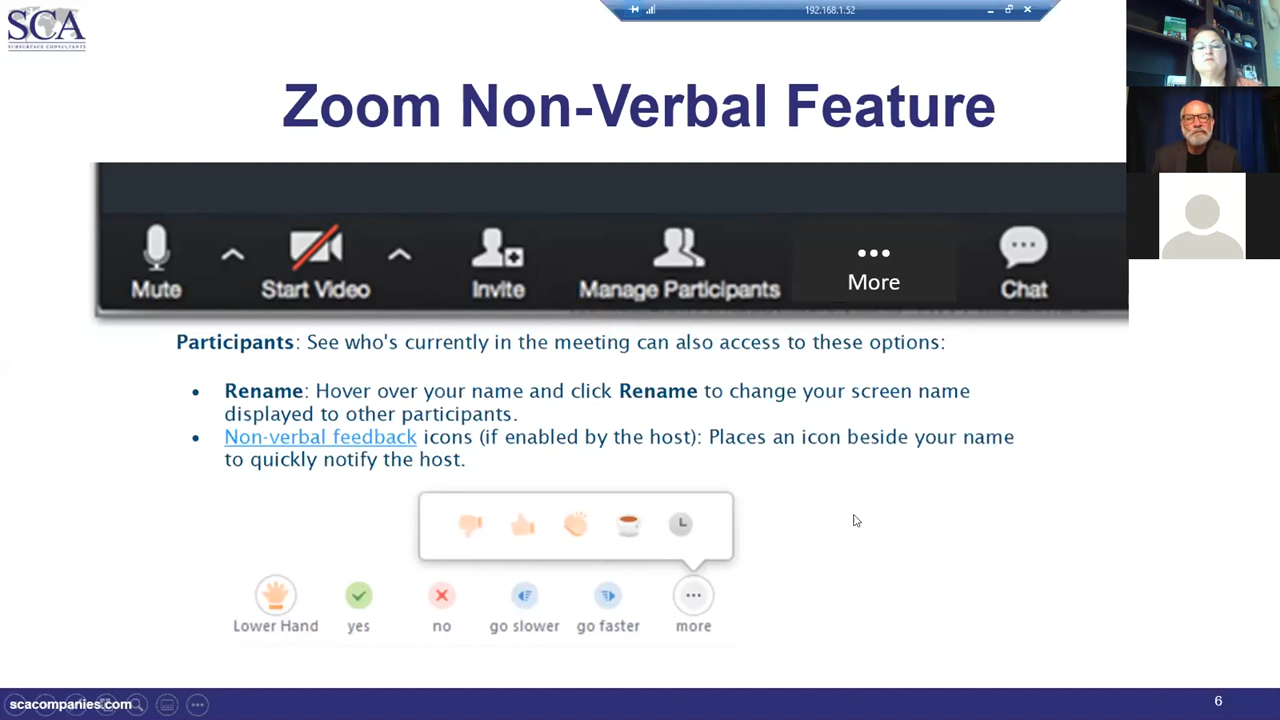 SCA
SUBSURFACE CONSULTANTS
192.168.1.52
Zoom Non-Verbal Feature
Mute
Start Video
Invite
Manage Participants
More
Chat
Participants: See who's currently in the meeting can also access to these options:
• Rename: Hover over your name and click Rename to change your screen name
displayed to other participants.
• Non-verbal feedback icons (if enabled by the host): Places an icon beside your name
to quickly notify the host.
Lower Hand
yes
no
go slower
go faster
more
scacompanies.com
6